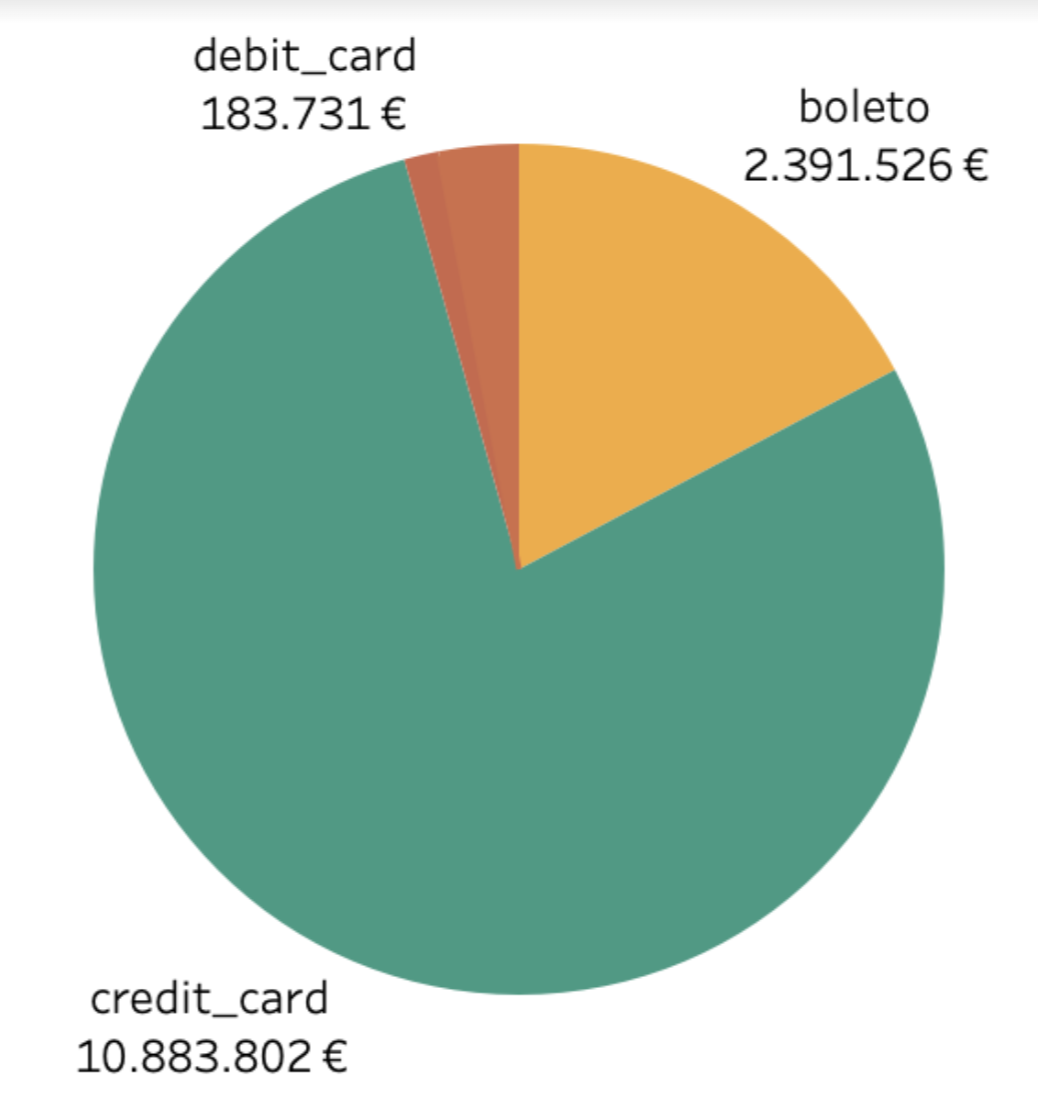 debit_card
183.731 €
boleto
2.391.526 €
credit_card
10.883.802 €